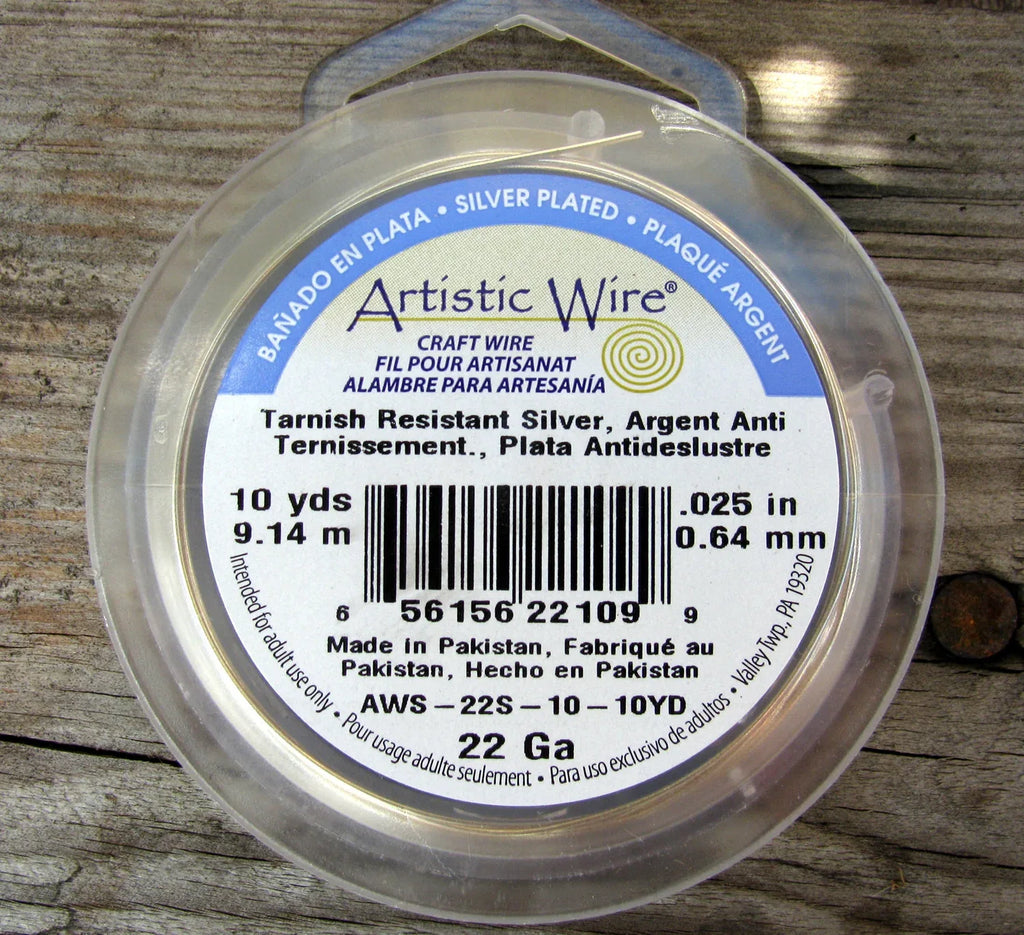 BAÑADO EN PLATA • SILVER PLATED • PLAQUÉ ARGENT
Artistic Wire®
CRAFT WIRE
FIL POUR ARTISANAT
ALAMBRE PARA ARTESANÍA
Tarnish Resistant Silver, Argent Anti
Ternissement., Plata Antideslustre
10 yds
9.14 m
.025 in
0.64 mm
6 56156 22109 9
Made in Pakistan, Fabriqué au
Pakistan, Hecho en Pakistan
AWS – 22S – 10 – 10YD
22 Ga
Intended for adult use only • Pour usage adulte seulement • Para uso exclusivo de adultos • Valley Twp., PA 19320